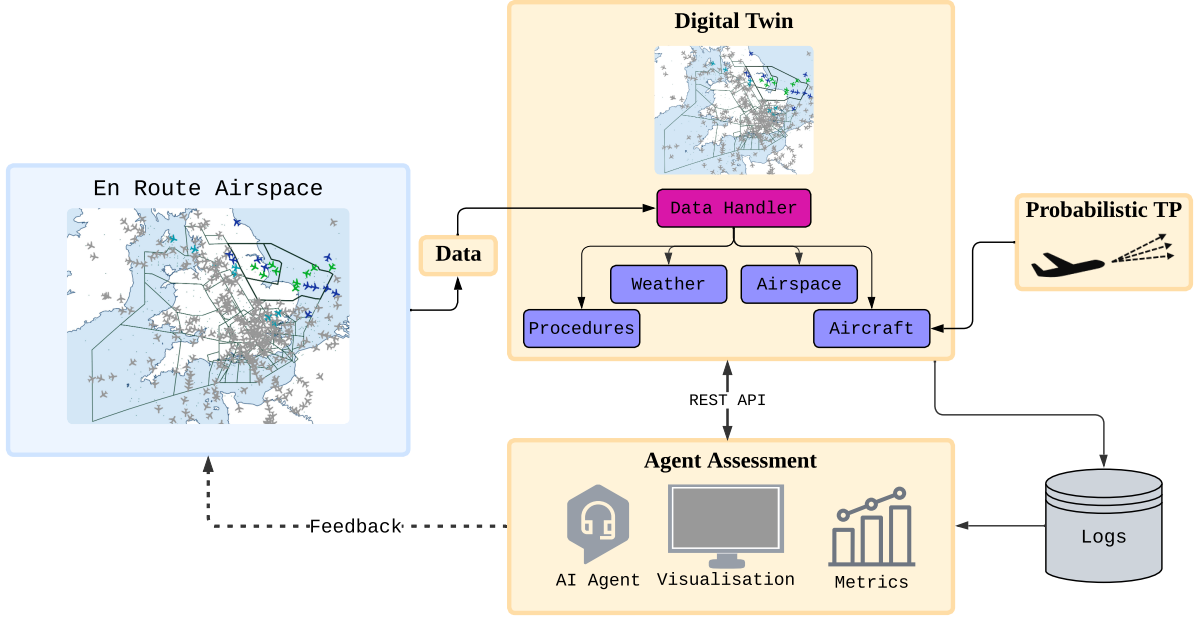 Digital Twin
En Route Airspace
Data Handler
Probabilistic TP
Data
Weather
Airspace
Procedures
Aircraft
REST API
Agent Assessment
Feedback
Logs
AI Agent
Visualisation
Metrics